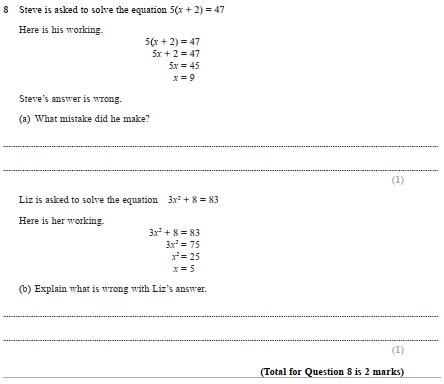 8 Steve is asked to solve the equation 5(x + 2) = 47
Here is his working.
5(x + 2) = 47
5x + 2 = 47
5x = 45
x = 9
Steve's answer is wrong.
(a) What mistake did he make?
(1)
Liz is asked to solve the equation 3x² + 8 = 83
Here is her working.
3x² + 8 = 83
3x² = 75
x² = 25
x = 5
(b) Explain what is wrong with Liz's answer.
(1)
(Total for Question 8 is 2 marks)